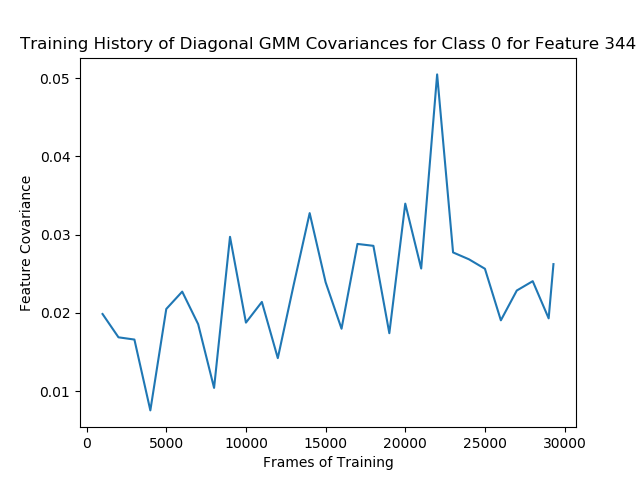 Training History of Diagonal GMM Covariances for Class 0 for Feature 344
0.05
0.04
0.03
0.02
0.01
Feature Covariance
0 5000 10000 15000 20000 25000 30000
Frames of Training